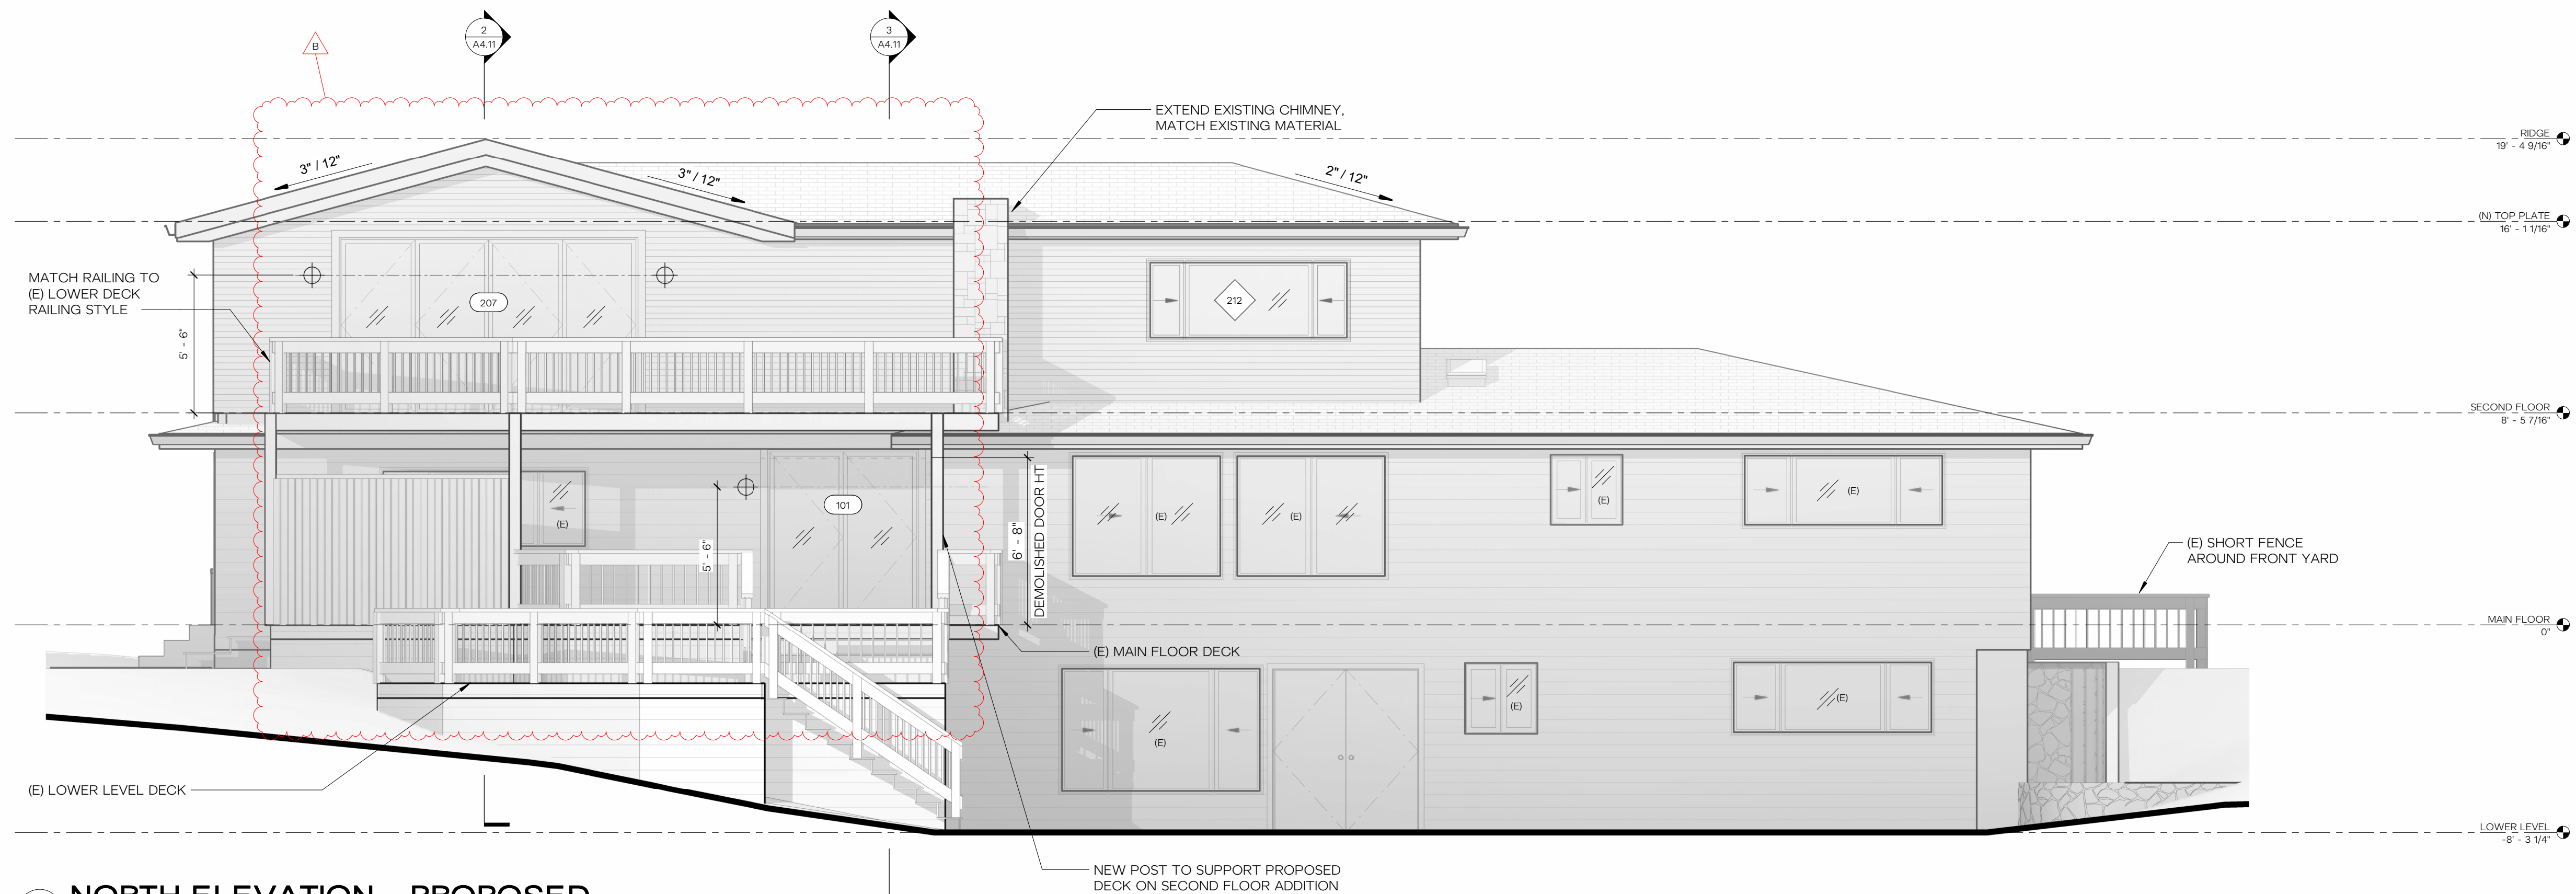 2
A4.11
3
A4.11
B
EXTEND EXISTING CHIMNEY,
MATCH EXISTING MATERIAL
RIDGE
19' - 4 9/16"
3" / 12"
3" / 12"
2" / 12"
(N) TOP PLATE
16' - 1 1/16"
MATCH RAILING TO
(E) LOWER DECK
RAILING STYLE
5' - 6"
207
212
SECOND FLOOR
8' - 5 7/16"
(E)
101
5' - 6"
6' - 8"
DEMOLISHED DOOR HT
(E)
(E)
(E)
(E)
(E) SHORT FENCE
AROUND FRONT YARD
MAIN FLOOR
0"
(E) MAIN FLOOR DECK
(E)
(E)
(E)
(E) LOWER LEVEL DECK
LOWER LEVEL
-8' - 3 1/4"
NEW POST TO SUPPORT PROPOSED
DECK ON SECOND FLOOR ADDITION
NORTH ELEVATION - PROPOSED